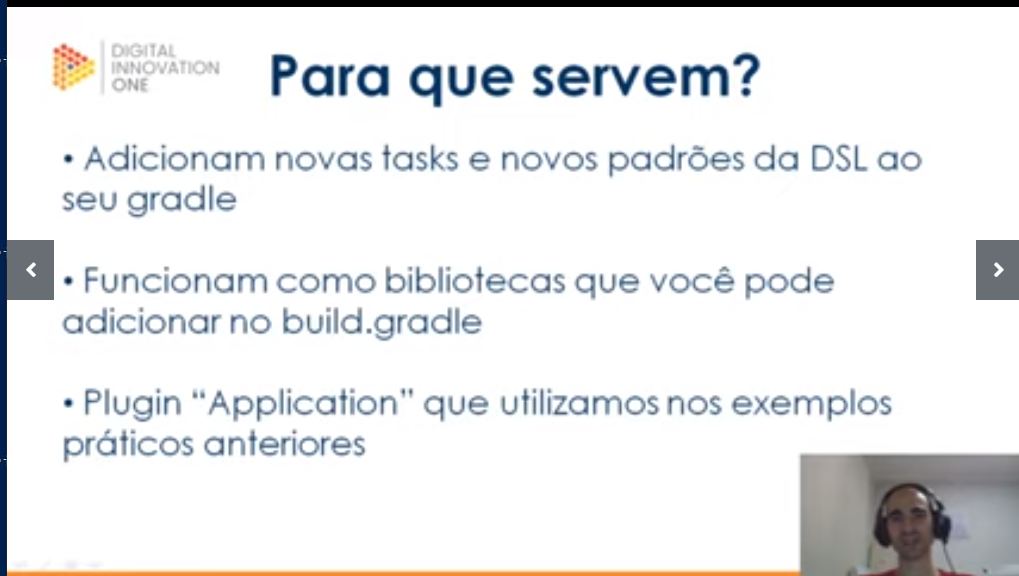 DIGITAL
INNOVATION
ONE
Para que servem?
• Adicionam novas tasks e novos padrões da DSL ao
seu gradle
• Funcionam como bibliotecas que você pode
adicionar no build.gradle
• Plugin “Application” que utilizamos nos exemplos
práticos anteriores